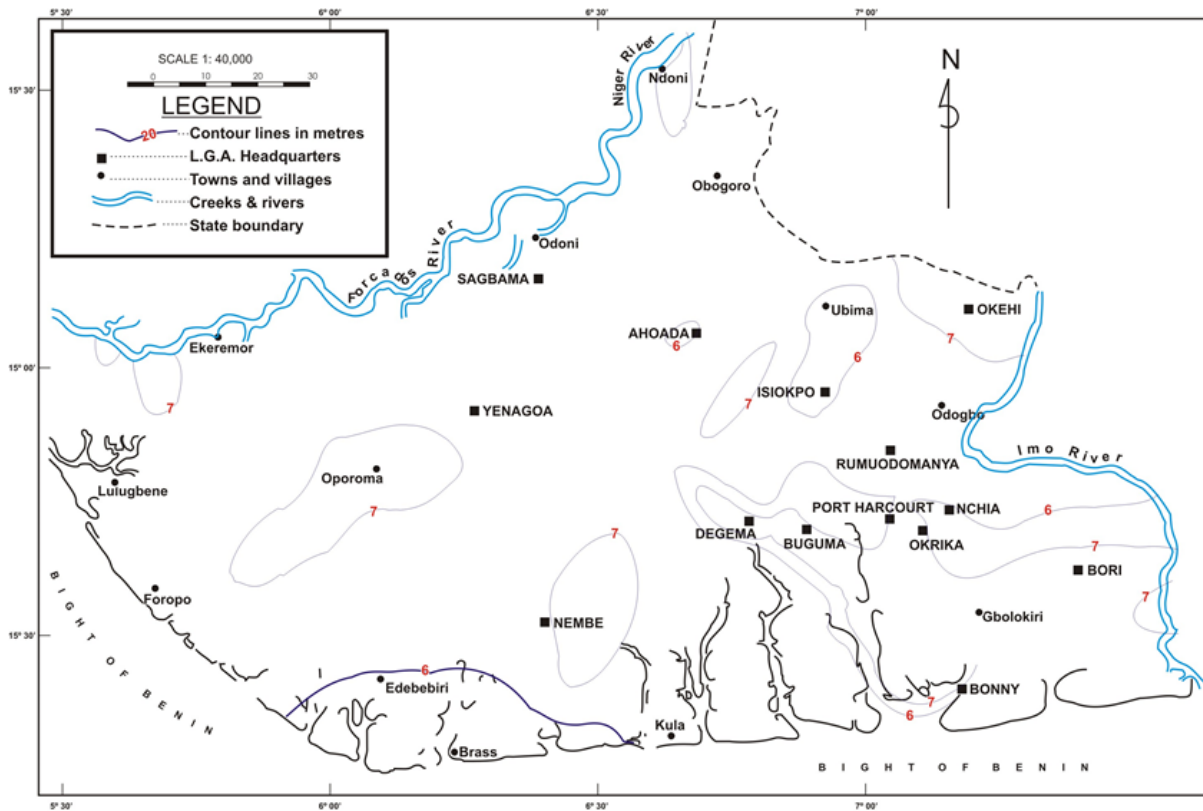 5° 30'
6° 00'
6° 30'
7° 00'
SCALE 1: 40,000
0 10 20 30
LEGEND
20 Contour lines in metres
L.G.A. Headquarters
Towns and villages
Creeks & rivers
State boundary
N
Niger River
Ndoni
15° 30'
Obogoro
Forcados River
Odoni
SAGBAMA
Ubima
OKEHI
AHOADA
6
7
6
Ekeremor
15° 00'
7
7
ISIOKPO
YENAGOA
Odogbo
Imo River
RUMUODOMANYA
Oporoma
Lulugbene
7
PORT HARCOURT
NCHIA
6
DEGEMA
BUGUMA
OKRIKA
7
7
BORI
7
Foropo
Gbolokiri
15° 30'
NEMBE
BIGHT OF BENIN
6
Edebebiri
BONNY
7
6
Kula
Brass
BIGHT OF BENIN
5° 30'
6° 00'
6° 30'
7° 00'